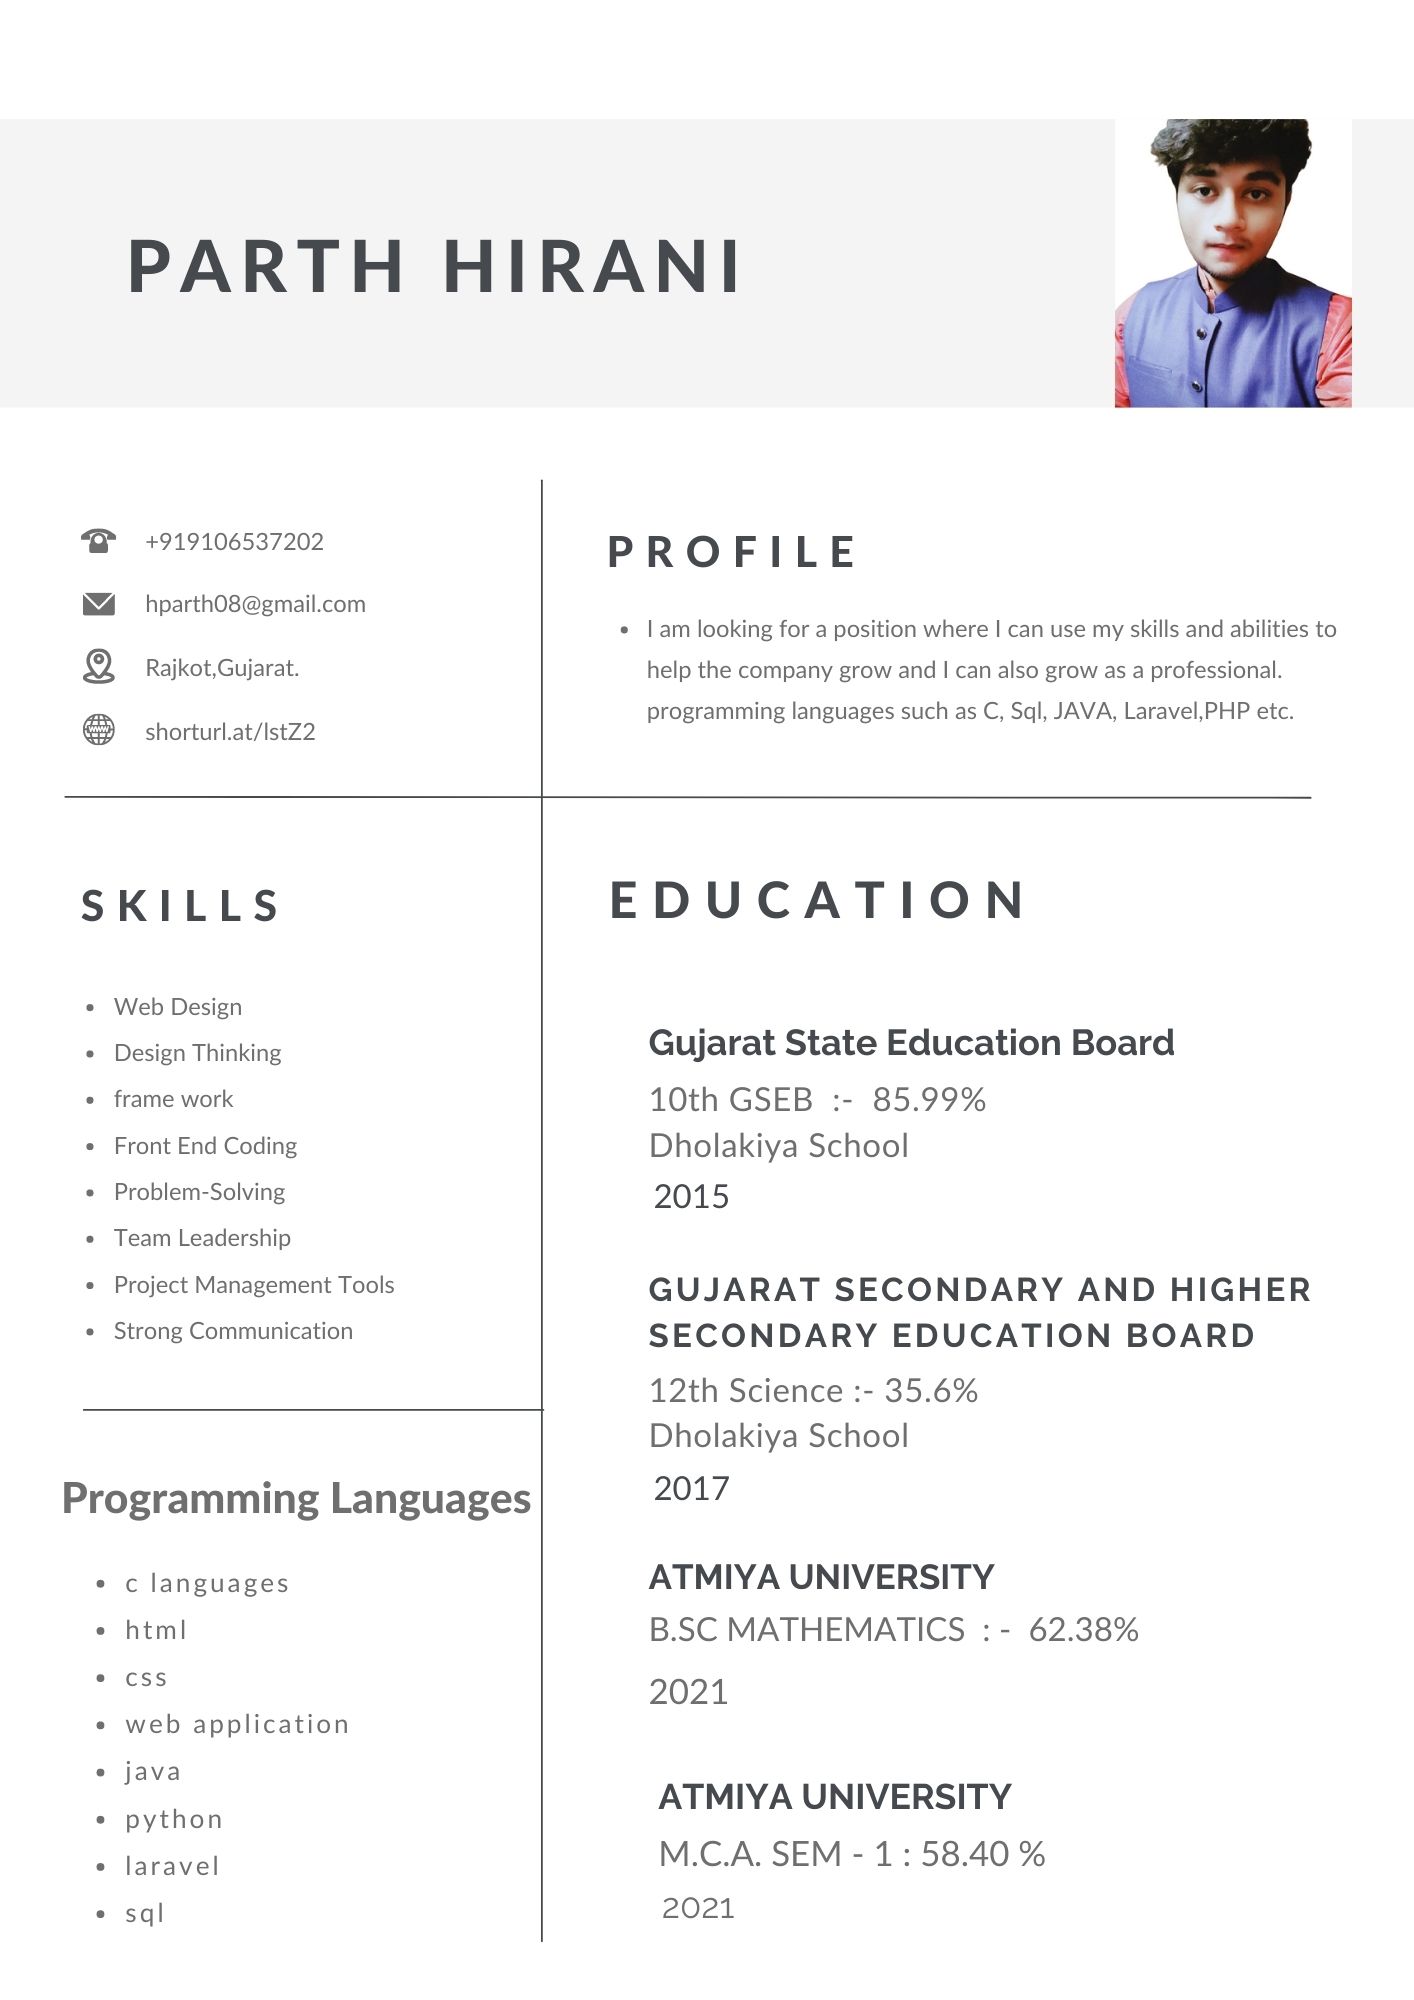 PARTH HIRANI
+919106537202
hparth08@gmail.com
Rajkot,Gujarat.
www
shorturl.at/lstZ2
PROFILE
• I am looking for a position where I can use my skills and abilities to
help the company grow and I can also grow as a professional.
programming languages such as C, Sql, JAVA, Laravel,PHP etc.
SKILLS
• Web Design
• Design Thinking
• frame work
• Front End Coding
• Problem-Solving
• Team Leadership
• Project Management Tools
• Strong Communication
Programming Languages
• c languages
• html
• css
• web application
• java
• python
• laravel
• sql
EDUCATION
Gujarat State Education Board
10th GSEB :- 85.99%
Dholakiya School
2015
GUJARAT SECONDARY AND HIGHER
SECONDARY EDUCATION BOARD
12th Science :- 35.6%
Dholakiya School
2017
ATMIYA UNIVERSITY
B.SC MATHEMATICS : - 62.38%
2021
ATMIYA UNIVERSITY
M.C.A. SEM - 1 : 58.40 %
2021